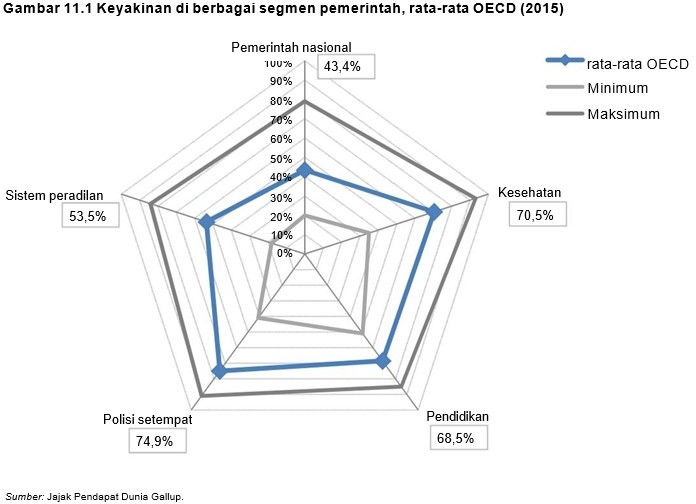 Gambar 11.1 Keyakinan di berbagai segmen pemerintah, rata-rata OECD (2015)
Pemerintah nasional
43,4%
100%
90%
80%
70%
60%
50%
40%
30%
20%
10%
0%
rata-rata OECD
Minimum
Maksimum
Sistem peradilan
53,5%
Kesehatan
70,5%
Polisi setempat
74,9%
Pendidikan
68,5%
Sumber: Jajak Pendapat Dunia Gallup.